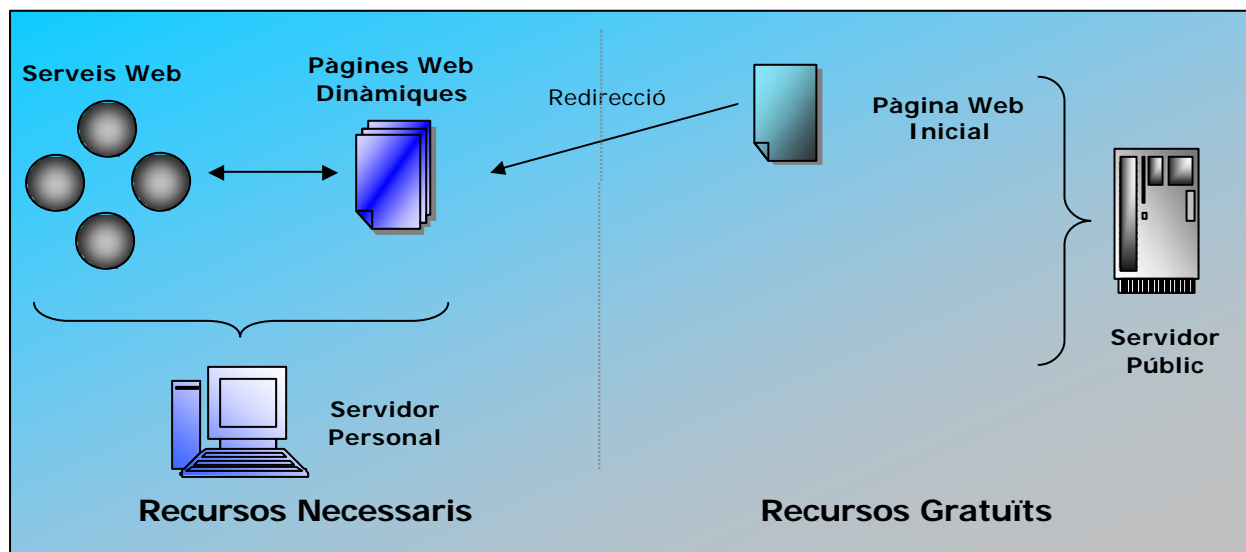 Serveis Web
Pàgines Web
Dinàmiques
Redirecció
Pàgina Web
Inicial
Servidor
Públic
Servidor
Personal
Recursos Necessaris
Recursos Gratuïts